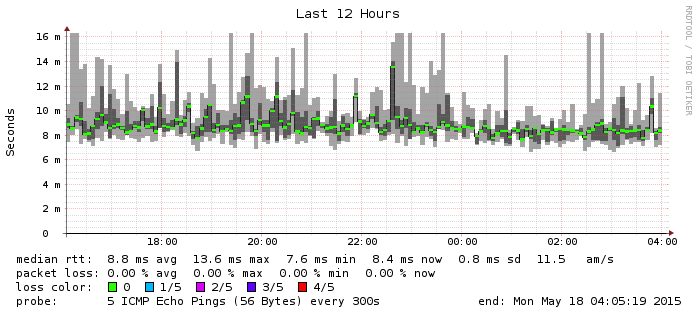 Last 12 Hours
RRDTOOL / TOBI OETIKER
Seconds
16 m
14 m
12 m
10 m
8 m
6 m
4 m
2 m
0
18:00 20:00 22:00 00:00 02:00 04:00
median rtt: 8.8 ms avg 13.6 ms max 7.6 ms min 8.4 ms now 0.8 ms sd 11.5 am/s
packet loss: 0.00 % avg 0.00 % max 0.00 % min 0.00 % now
loss color: 0 1/5 2/5 3/5 4/5
probe: 5 ICMP Echo Pings (56 Bytes) every 300s end: Mon May 18 04:05:19 2015